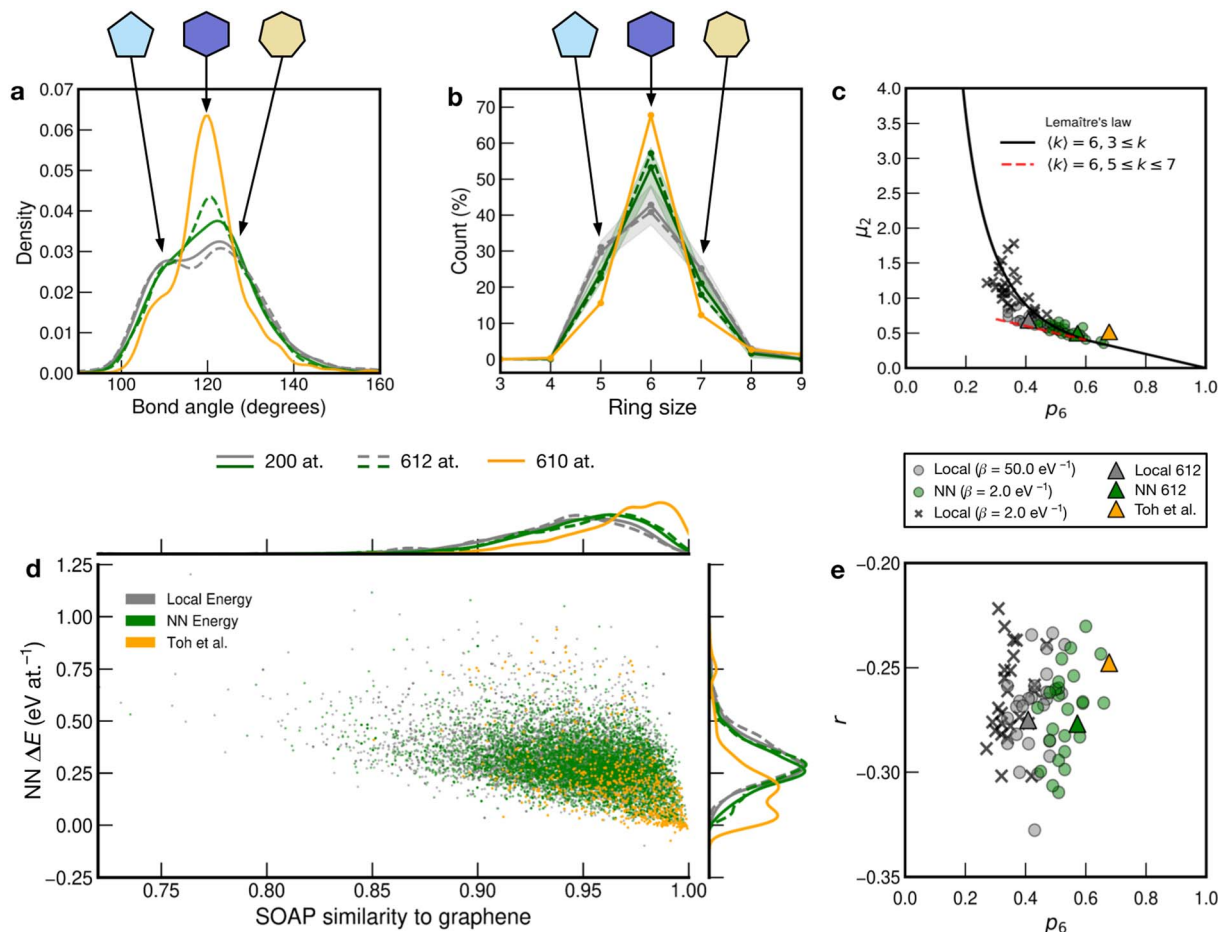 a
0.07
0.06
0.05
0.04
0.03
0.02
0.01
0.00
Density
100
120
140
160
Bond angle (degrees)
b
70
60
50
40
30
20
10
0
Count (%)
3
4
5
6
7
8
9
Ring size
c
4.0
3.5
3.0
2.5
2.0
1.5
1.0
0.5
0.0
μ₂
Lemaître's law
⟨k⟩ = 6, 3 ≤ k
⟨k⟩ = 6, 5 ≤ k ≤ 7
0.0
0.2
0.4
0.6
0.8
1.0
p₆
200 at.
612 at.
610 at.
Local (β = 50.0 eV⁻¹)
NN (β = 2.0 eV⁻¹)
Local (β = 2.0 eV⁻¹)
Local 612
NN 612
Toh et al.
d
1.25
1.00
0.75
0.50
0.25
0.00
−0.25
NN ΔE (eV at.⁻¹)
Local Energy
NN Energy
Toh et al.
0.75
0.80
0.85
0.90
0.95
1.00
SOAP similarity to graphene
e
−0.20
−0.25
−0.30
−0.35
r
0.0
0.2
0.4
0.6
0.8
1.0
p₆